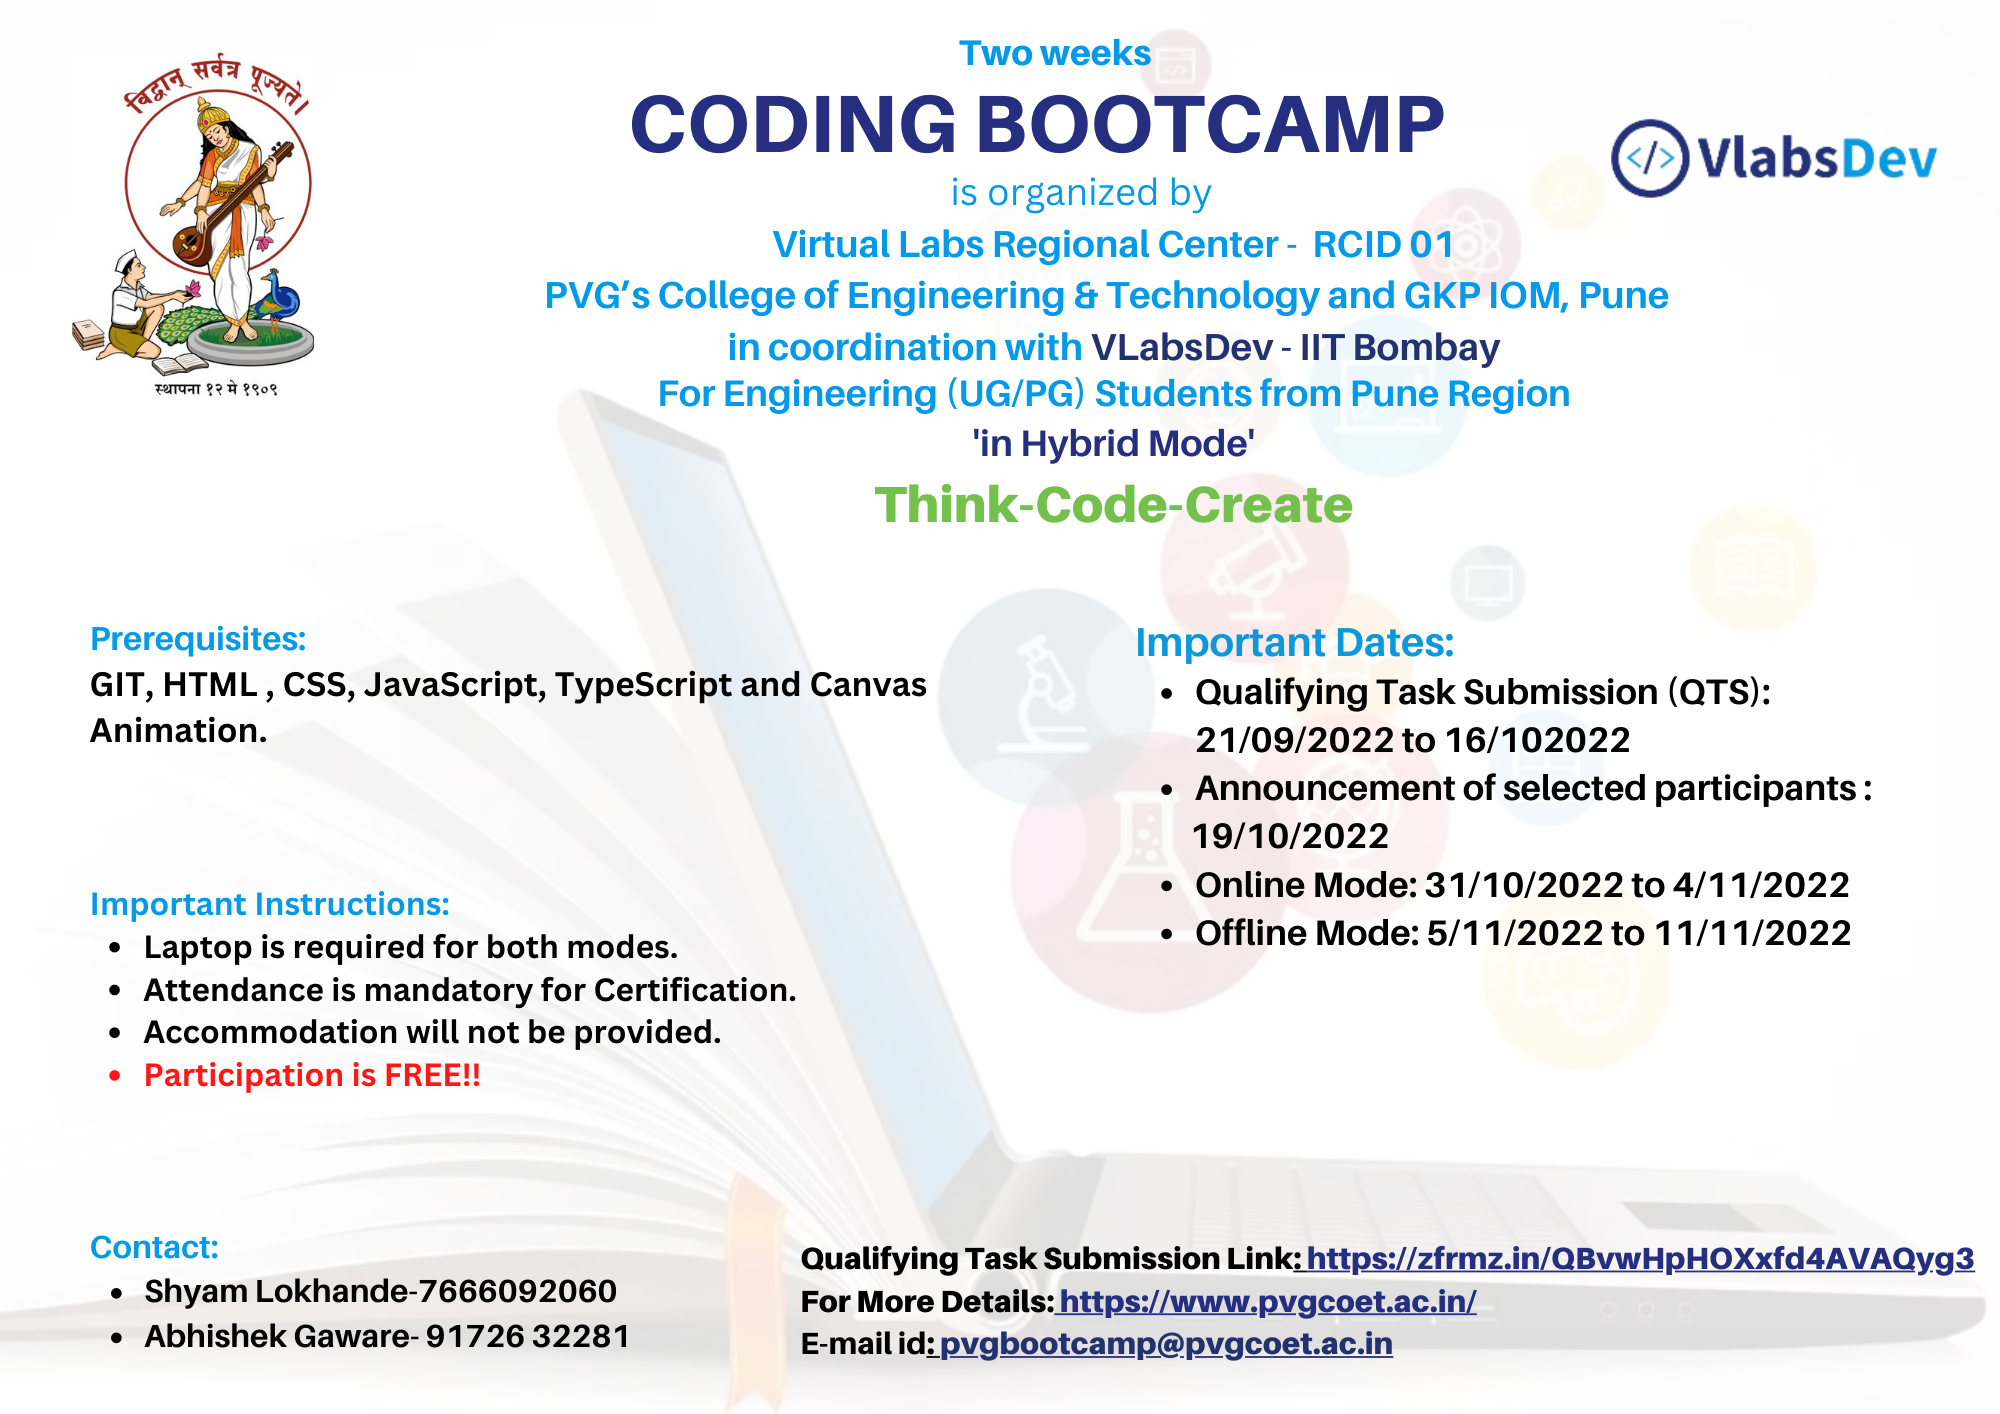 विद्वान् सर्वत्र पूज्यते।
स्थापना १२ मे १९०९
Two weeks
CODING BOOTCAMP
is organized by
</> VlabsDev
Virtual Labs Regional Center -  RCID 01
PVG’s College of Engineering & Technology and GKP IOM, Pune
in coordination with VLabsDev - IIT Bombay
For Engineering (UG/PG) Students from Pune Region
'in Hybrid Mode'
Think-Code-Create
Prerequisites:
GIT, HTML , CSS, JavaScript, TypeScript and Canvas
Animation.
Important Instructions:
• Laptop is required for both modes.
• Attendance is mandatory for Certification.
• Accommodation will not be provided.
• Participation is FREE!!
Important Dates:
• Qualifying Task Submission (QTS):
21/09/2022 to 16/102022
• Announcement of selected participants :
19/10/2022
• Online Mode: 31/10/2022 to 4/11/2022
• Offline Mode: 5/11/2022 to 11/11/2022
Contact:
• Shyam Lokhande-7666092060
• Abhishek Gaware- 91726 32281
Qualifying Task Submission Link: https://zfrmz.in/QBvwHpHOXxfd4AVAQyg3
For More Details: https://www.pvgcoet.ac.in/
E-mail id: pvgbootcamp@pvgcoet.ac.in